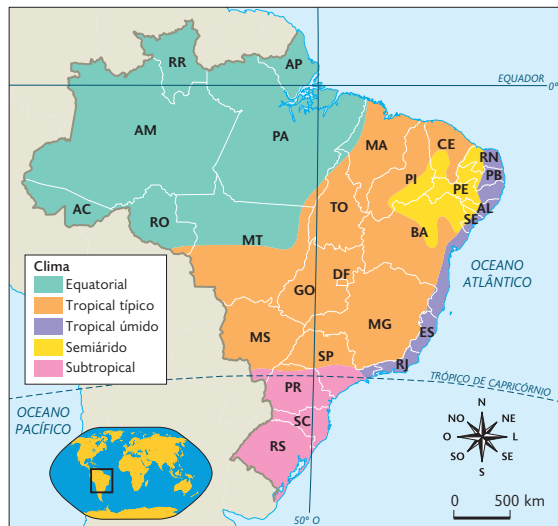 RR
AP
EQUADOR
0°
AM
PA
MA
CE
RN
PB
PI
PE
AL
SE
AC
RO
TO
BA
MT
OCEANO
ATLÂNTICO
Clima
Equatorial
Tropical típico
Tropical úmido
Semiárido
Subtropical
DF
GO
MG
ES
MS
SP
RJ
TRÓPICO DE CAPRICÓRNIO
PR
SC
RS
OCEANO
PACÍFICO
N
NO
NE
O
L
SO
SE
S
0
500 km
50° O